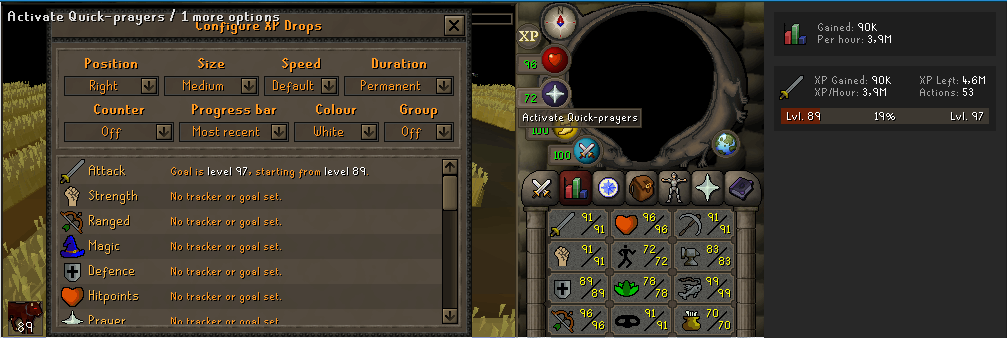 Activate Quick-prayers / 1 more options
Configure XP Drops
Position Size Speed Duration
Right Medium Default Permanent
Counter Progress bar Colour Group
Off Most recent White Off
Attack Goal is level 97, starting from level 89.
Strength No tracker or goal set.
Ranged No tracker or goal set.
Magic No tracker or goal set.
Defence No tracker or goal set.
Hitpoints No tracker or goal set.
Prayer No tracker or goal set.
89
XP
96
72
Activate Quick-prayers
100
100
91/91 96/96 91/91
91/91 72/72 83/83
89/89 78/78 99/99
96/96 91/91 70/70
Gained: 90K
Per hour: 3,9M
XP Gained: 90K XP Left: 4,6M
XP/Hour: 3,9M Actions: 53
Lvl. 89 19% Lvl. 97